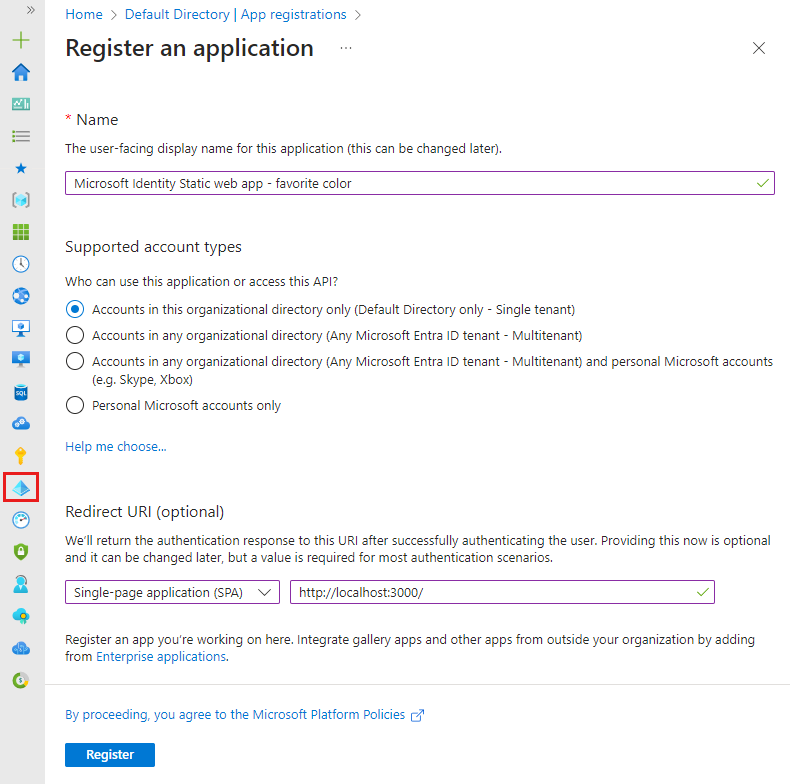 Home > Default Directory | App registrations >
Register an application ...
* Name
The user-facing display name for this application (this can be changed later).
Microsoft Identity Static web app - favorite color
Supported account types
Who can use this application or access this API?
Accounts in this organizational directory only (Default Directory only - Single tenant)
Accounts in any organizational directory (Any Microsoft Entra ID tenant - Multitenant)
Accounts in any organizational directory (Any Microsoft Entra ID tenant - Multitenant) and personal Microsoft accounts
(e.g. Skype, Xbox)
Personal Microsoft accounts only
Help me choose...
Redirect URI (optional)
We'll return the authentication response to this URI after successfully authenticating the user. Providing this now is optional
and it can be changed later, but a value is required for most authentication scenarios.
Single-page application (SPA) http://localhost:3000/
Register an app you're working on here. Integrate gallery apps and other apps from outside your organization by adding
from Enterprise applications.
By proceeding, you agree to the Microsoft Platform Policies
Register
SQL